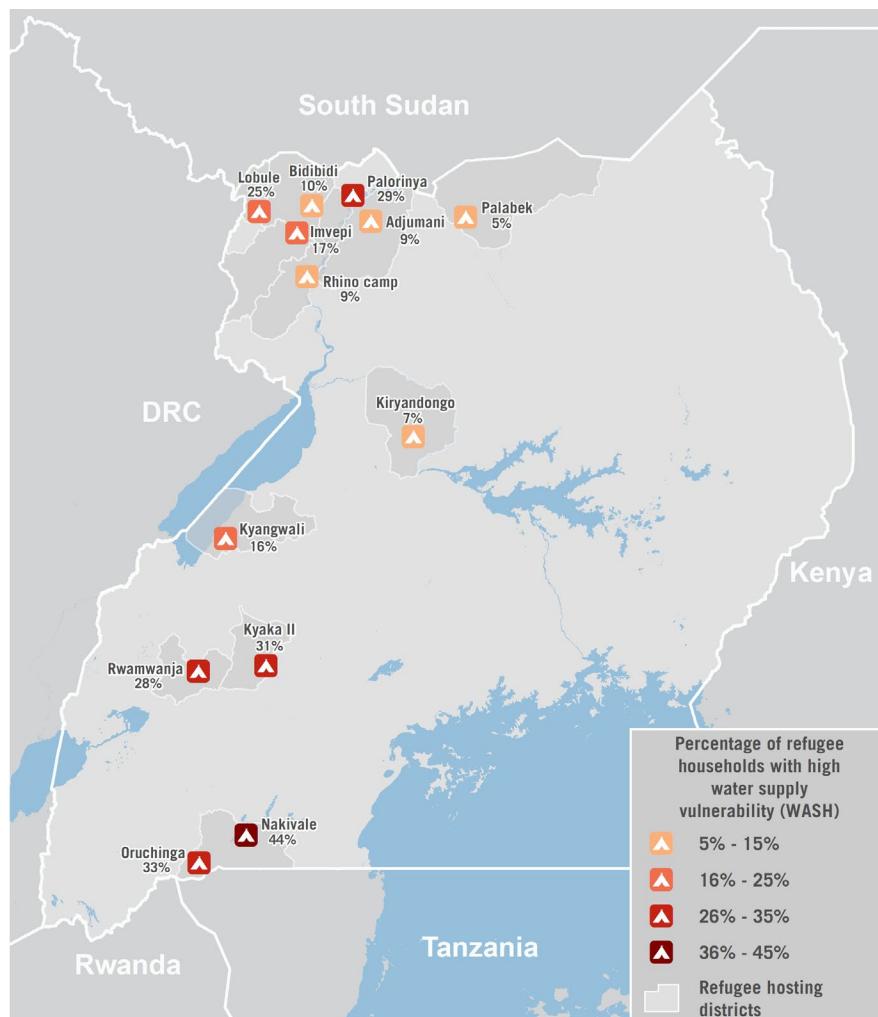 South Sudan
Bidibidi
10%
Lobule
25%
Palorinya
29%
Palabek
5%
Adjumani
9%
Imvepi
17%
Rhino camp
9%
DRC
Kiryandongo
7%
Kyangwali
16%
Kenya
Kyaka II
31%
Rwamwanja
28%
Nakivale
44%
Oruchinga
33%
Rwanda
Tanzania
Percentage of refugee
households with high
water supply
vulnerability (WASH)
5% - 15%
16% - 25%
26% - 35%
36% - 45%
Refugee hosting
districts